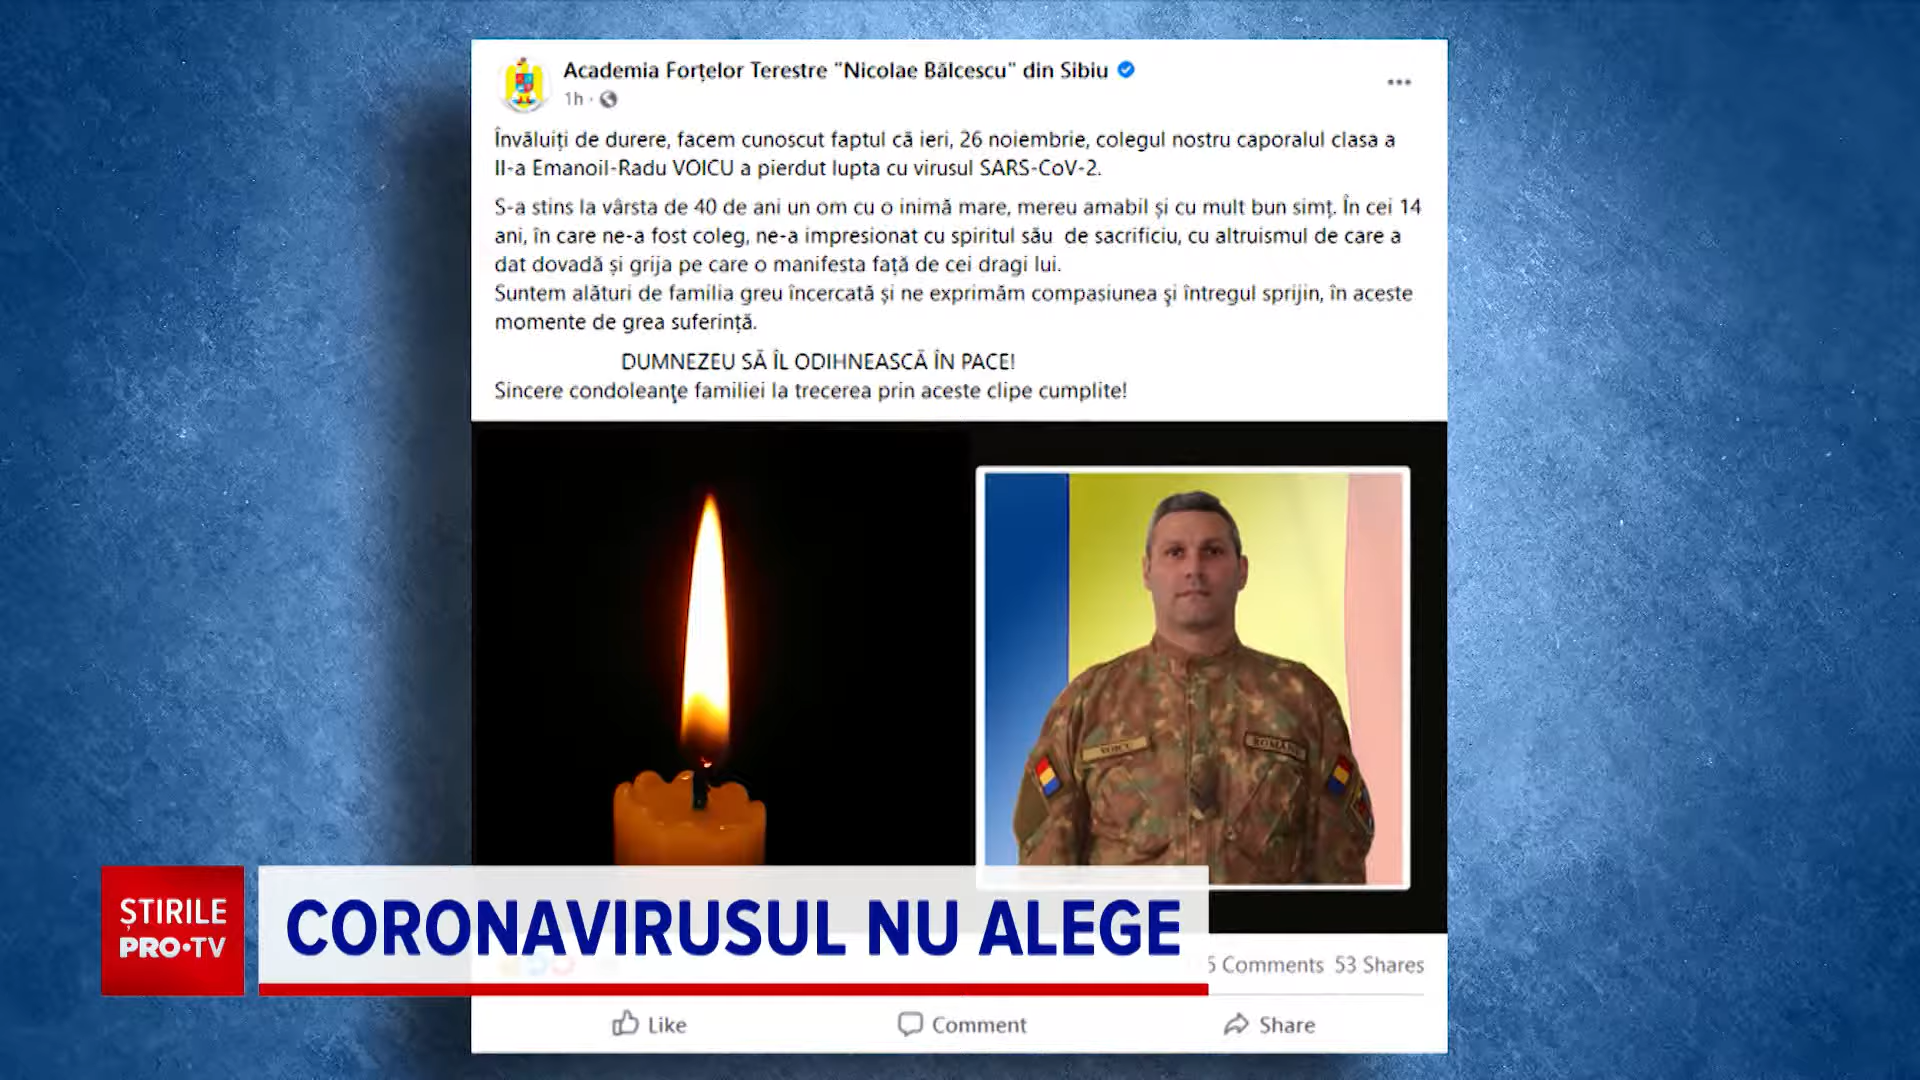 Academia Forțelor Terestre "Nicolae Bălcescu" din Sibiu
1h ·
Învăluiți de durere, facem cunoscut faptul că ieri, 26 noiembrie, colegul nostru caporalul clasa a
II-a Emanoil-Radu VOICU a pierdut lupta cu virusul SARS-CoV-2.
S-a stins la vârsta de 40 de ani un om cu o inimă mare, mereu amabil și cu mult bun simț. În cei 14
ani, în care ne-a fost coleg, ne-a impresionat cu spiritul său de sacrificiu, cu altruismul de care a
dat dovadă și grija pe care o manifesta față de cei dragi lui.
Suntem alături de familia greu încercată și ne exprimăm compasiunea şi întregul sprijin, în aceste
momente de grea suferință.
DUMNEZEU SĂ ÎL ODIHNEASCĂ ÎN PACE!
Sincere condoleanţe familiei la trecerea prin aceste clipe cumplite!
VOICU
ROMÂNIA
ȘTIRILE
PRO•TV
CORONAVIRUSUL NU ALEGE
5 Comments 53 Shares
Like
Comment
Share